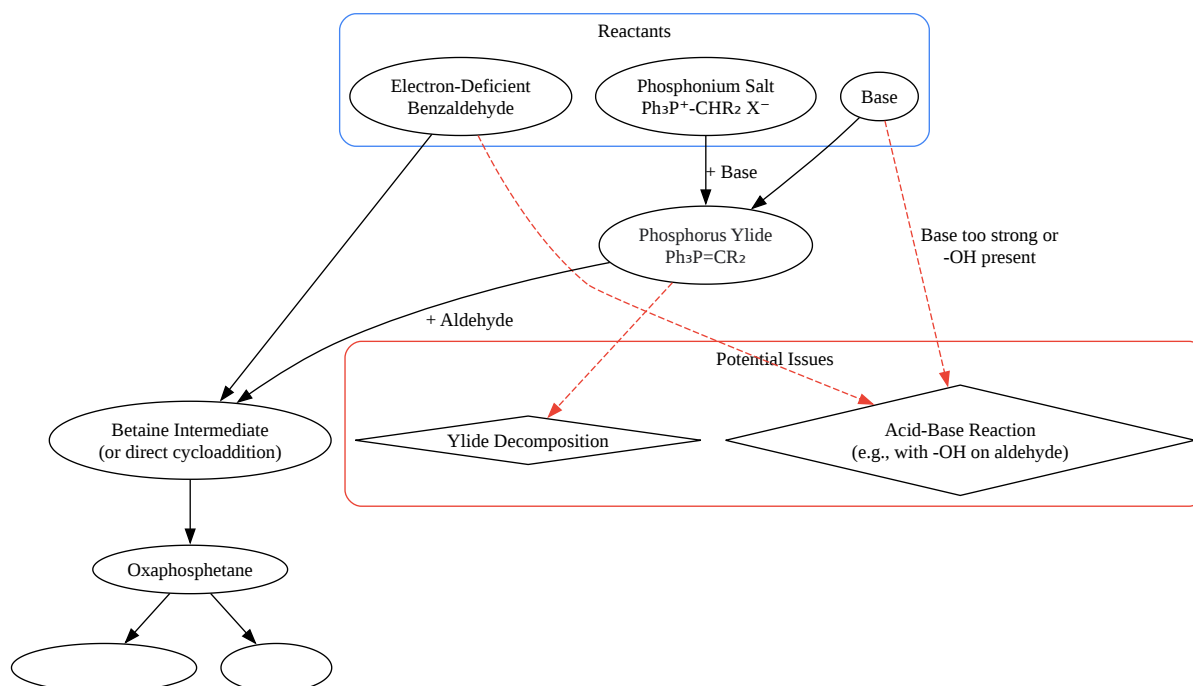 Reactants
Electron-Deficient
Benzaldehyde
Phosphonium Salt
Ph₃P⁺-CHR₂ X⁻
Base
+ Base
Phosphorus Ylide
Ph₃P=CR₂
Base too strong or
-OH present
+ Aldehyde
Potential Issues
Betaine Intermediate
(or direct cycloaddition)
Ylide Decomposition
Acid-Base Reaction
(e.g., with -OH on aldehyde)
Oxaphosphetane